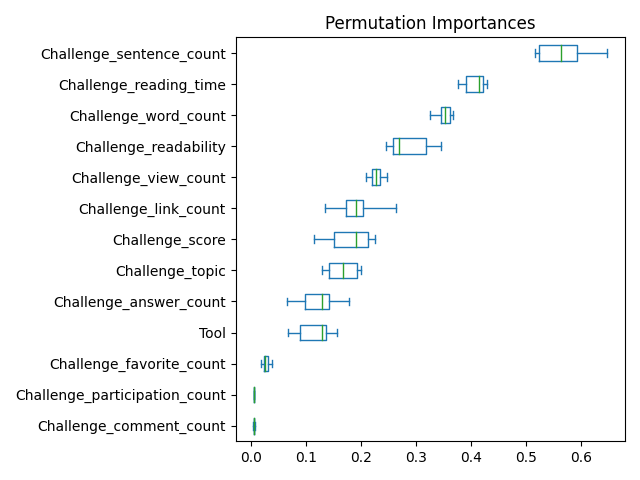 Permutation Importances
Challenge_sentence_count
Challenge_reading_time
Challenge_word_count
Challenge_readability
Challenge_view_count
Challenge_link_count
Challenge_score
Challenge_topic
Challenge_answer_count
Tool
Challenge_favorite_count
Challenge_participation_count
Challenge_comment_count
0.0 0.1 0.2 0.3 0.4 0.5 0.6